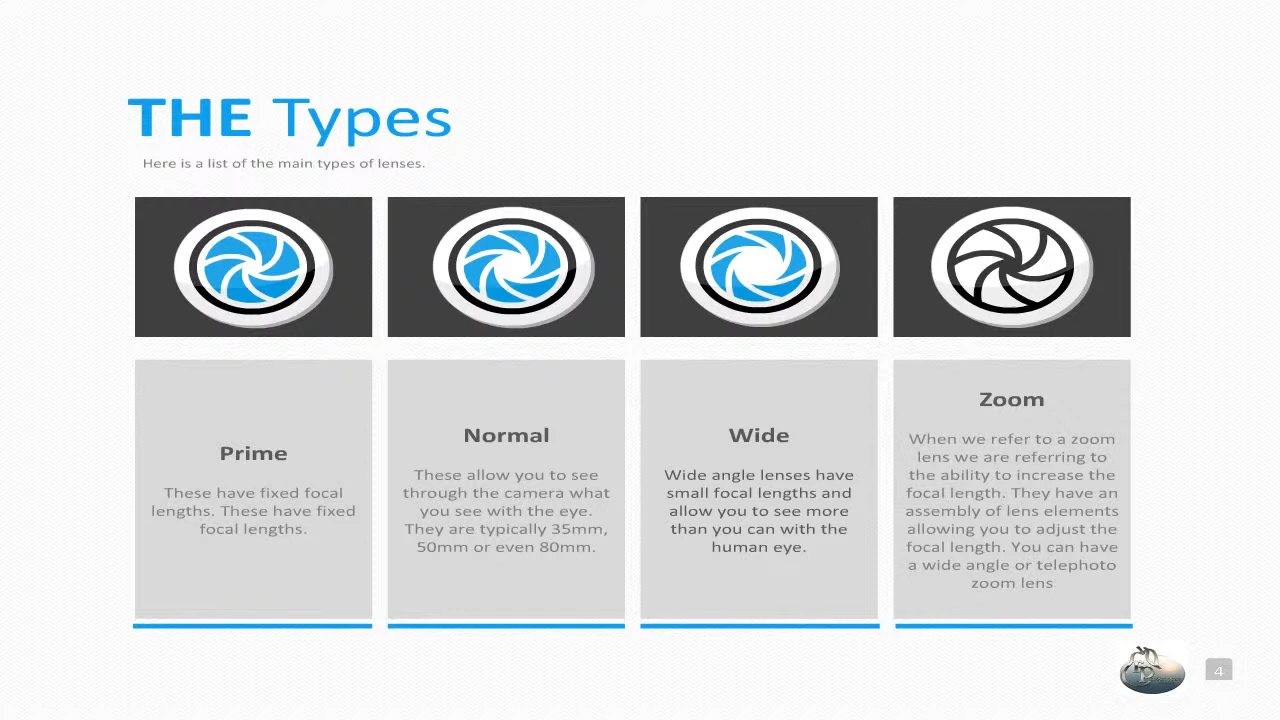 THE Types
Here is a list of the main types of lenses.
Prime
These have fixed focal
lengths. These have fixed
focal lengths.
Normal
These allow you to see
through the camera what
you see with the eye.
They are typically 35mm,
50mm or even 80mm.
Wide
Wide angle lenses have
small focal lengths and
allow you to see more
than you can with the
human eye.
Zoom
When we refer to a zoom
lens we are referring to
the ability to increase the
focal length. They have an
assembly of lens elements
allowing you to adjust the
focal length. You can have
a wide angle or telephoto
zoom lens
4